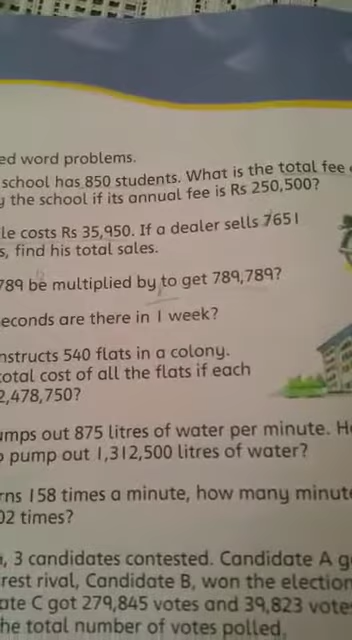 ed word problems.
school has 850 students. What is the total fee
y the school if its annual fee is Rs 250,500?
le costs Rs 35,950. If a dealer sells 7651
s, find his total sales.
789 be multiplied by to get 789,789?
econds are there in 1 week?
nstructs 540 flats in a colony.
otal cost of all the flats if each
2,478,750?
umps out 875 litres of water per minute. H
o pump out 1,312,500 litres of water?
rns 158 times a minute, how many minut
02 times?
, 3 candidates contested. Candidate A g
rest rival, Candidate B, won the election
ate C got 279,845 votes and 39,823 vote
he total number of votes polled.